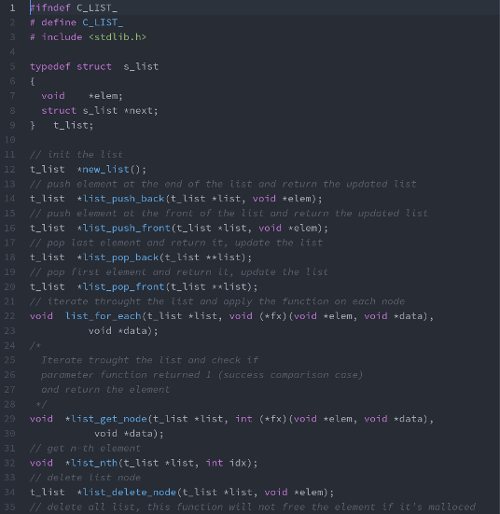 1 #ifndef C_LIST_
2 # define C_LIST_
3 # include <stdlib.h>
4
5 typedef struct  s_list
6 {
7   void    *elem;
8   struct s_list *next;
9 }   t_list;
10
11 // init the list
12 t_list  *new_list();
13 // push element at the end of the list and return the updated list
14 t_list  *list_push_back(t_list *list, void *elem);
15 // push element at the front of the list and return the updated list
16 t_list  *list_push_front(t_list *list, void *elem);
17 // pop last element and return it, update the list
18 t_list  *list_pop_back(t_list **list);
19 // pop first element and return it, update the list
20 t_list  *list_pop_front(t_list **list);
21 // iterate throught the list and apply the function on each node
22 void  list_for_each(t_list *list, void (*fx)(void *elem, void *data),
23          void *data);
24 /*
25   Iterate trought the list and check if
26   parameter function returned 1 (success comparison case)
27   and return the element
28  */
29 void  *list_get_node(t_list *list, int (*fx)(void *elem, void *data),
30           void *data);
31 // get n-th element
32 void  *list_nth(t_list *list, int idx);
33 // delete list node
34 t_list  *list_delete_node(t_list *list, void *elem);
35 // delete all list, this function will not free the element if it's malloced